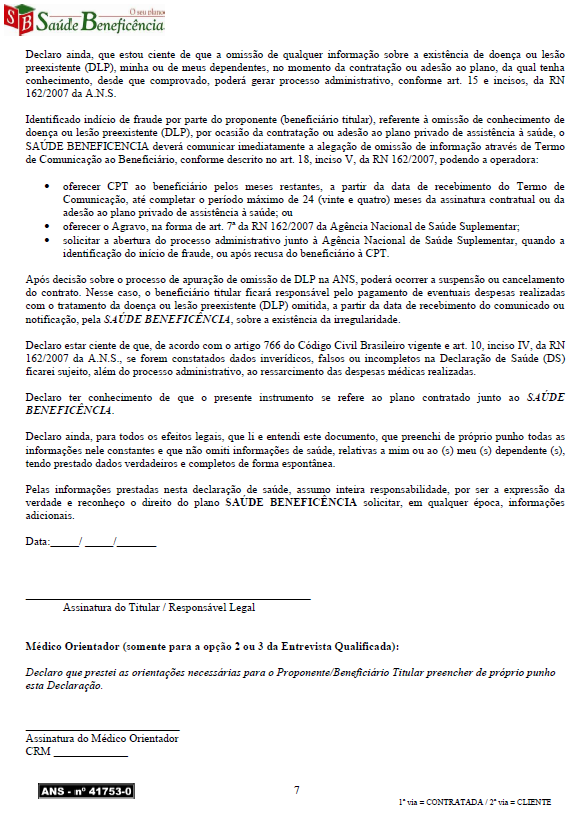 O seu plano
SB Saúde Beneficência
Declaro ainda, que estou ciente de que a omissão de qualquer informação sobre a existência de doença ou lesão
preexistente (DLP), minha ou de meus dependentes, no momento da contratação ou adesão ao plano, da qual tenha
conhecimento, desde que comprovado, poderá gerar processo administrativo, conforme art. 15 e incisos, da RN
162/2007 da A.N.S.
Identificado indício de fraude por parte do proponente (beneficiário titular), referente à omissão de conhecimento de
doença ou lesão preexistente (DLP), por ocasião da contratação ou adesão ao plano privado de assistência à saúde, o
SAÚDE BENEFICENCIA deverá comunicar imediatamente a alegação de omissão de informação através de Termo
de Comunicação ao Beneficiário, conforme descrito no art. 18, inciso V, da RN 162/2007, podendo a operadora:
• oferecer CPT ao beneficiário pelos meses restantes, a partir da data de recebimento do Termo de
Comunicação, até completar o período máximo de 24 (vinte e quatro) meses da assinatura contratual ou da
adesão ao plano privado de assistência à saúde; ou
• oferecer o Agravo, na forma de art. 7ª da RN 162/2007 da Agência Nacional de Saúde Suplementar;
• solicitar a abertura do processo administrativo junto à Agência Nacional de Saúde Suplementar, quando a
identificação do início de fraude, ou após recusa do beneficiário à CPT.
Após decisão sobre o processo de apuração de omissão de DLP na ANS, poderá ocorrer a suspensão ou cancelamento
do contrato. Nesse caso, o beneficiário titular ficará responsável pelo pagamento de eventuais despesas realizadas
com o tratamento da doença ou lesão preexistente (DLP) omitida, a partir da data de recebimento do comunicado ou
notificação, pela SAÚDE BENEFICÊNCIA, sobre a existência da irregularidade.
Declaro estar ciente de que, de acordo com o artigo 766 do Código Civil Brasileiro vigente e art. 10, inciso IV, da RN
162/2007 da A.N.S., se forem constatados dados inverídicos, falsos ou incompletos na Declaração de Saúde (DS)
ficarei sujeito, além do processo administrativo, ao ressarcimento das despesas médicas realizadas.
Declaro ter conhecimento de que o presente instrumento se refere ao plano contratado junto ao SAÚDE
BENEFICÊNCIA.
Declaro ainda, para todos os efeitos legais, que li e entendi este documento, que preenchi de próprio punho todas as
informações nele constantes e que não omiti informações de saúde, relativas a mim ou ao (s) meu (s) dependente (s),
tendo prestado dados verdadeiros e completos de forma espontânea.
Pelas informações prestadas nesta declaração de saúde, assumo inteira responsabilidade, por ser a expressão da
verdade e reconheço o direito do plano SAÚDE BENEFICÊNCIA solicitar, em qualquer época, informações
adicionais.
Data:_____/ _____/_______
Assinatura do Titular / Responsável Legal
Médico Orientador (somente para a opção 2 ou 3 da Entrevista Qualificada):
Declaro que prestei as orientações necessárias para o Proponente/Beneficiário Titular preencher de próprio punho
esta Declaração.
Assinatura do Médico Orientador
CRM _____________
ANS - nº 41753-0
7
1ª via = CONTRATADA / 2ª via = CLIENTE